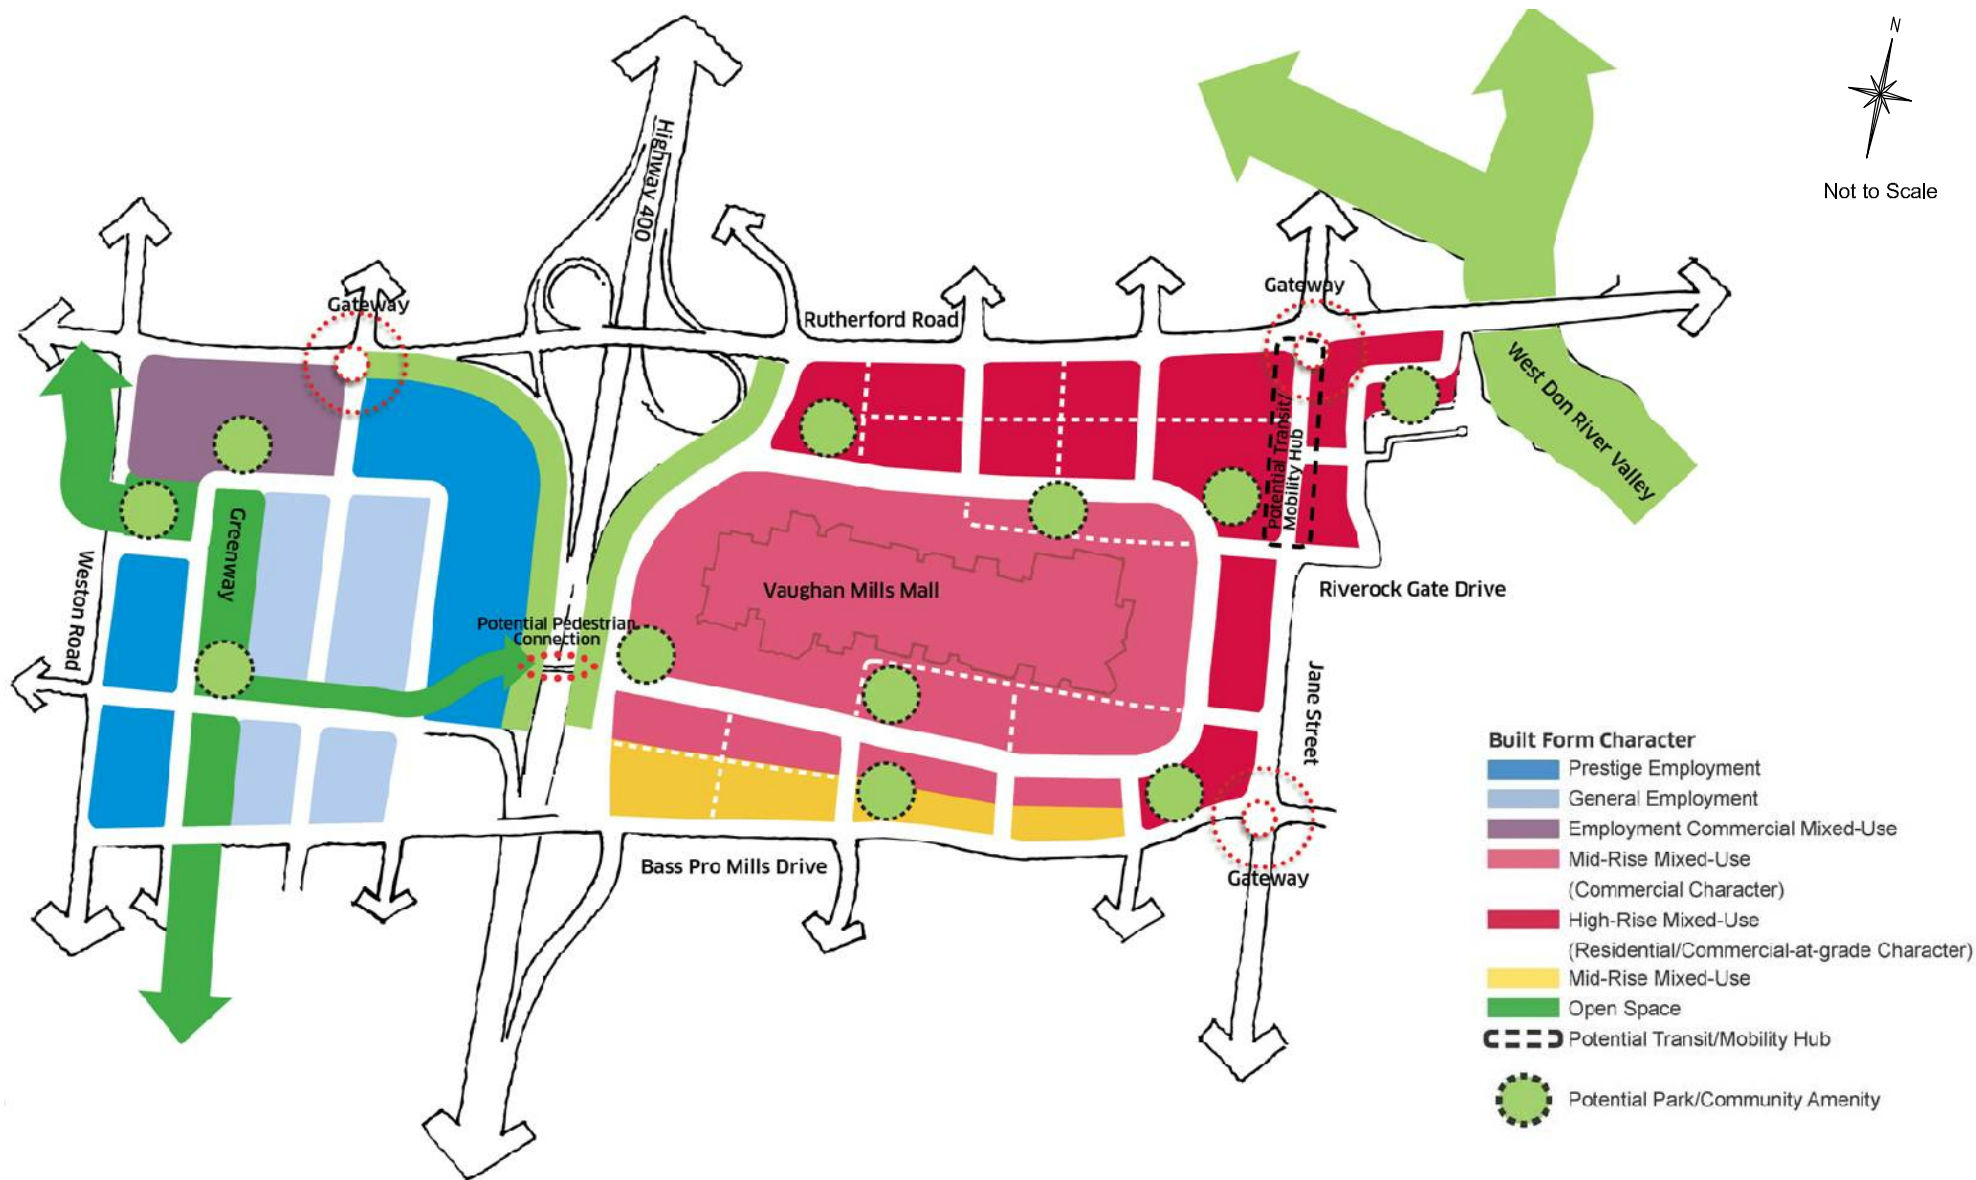 N
Not to Scale
Highway 400
Gateway
Gateway
Rutherford Road
West Don River Valley
Potential Transit/
Mobility Hub
Greenway
Weston Road
Vaughan Mills Mall
Riverock Gate Drive
Potential Pedestrian
Connection
Jane Street
Bass Pro Mills Drive
Gateway
Built Form Character
Prestige Employment
General Employment
Employment Commercial Mixed-Use
Mid-Rise Mixed-Use
(Commercial Character)
High-Rise Mixed-Use
(Residential/Commercial-at-grade Character)
Mid-Rise Mixed-Use
Open Space
Potential Transit/Mobility Hub
Potential Park/Community Amenity